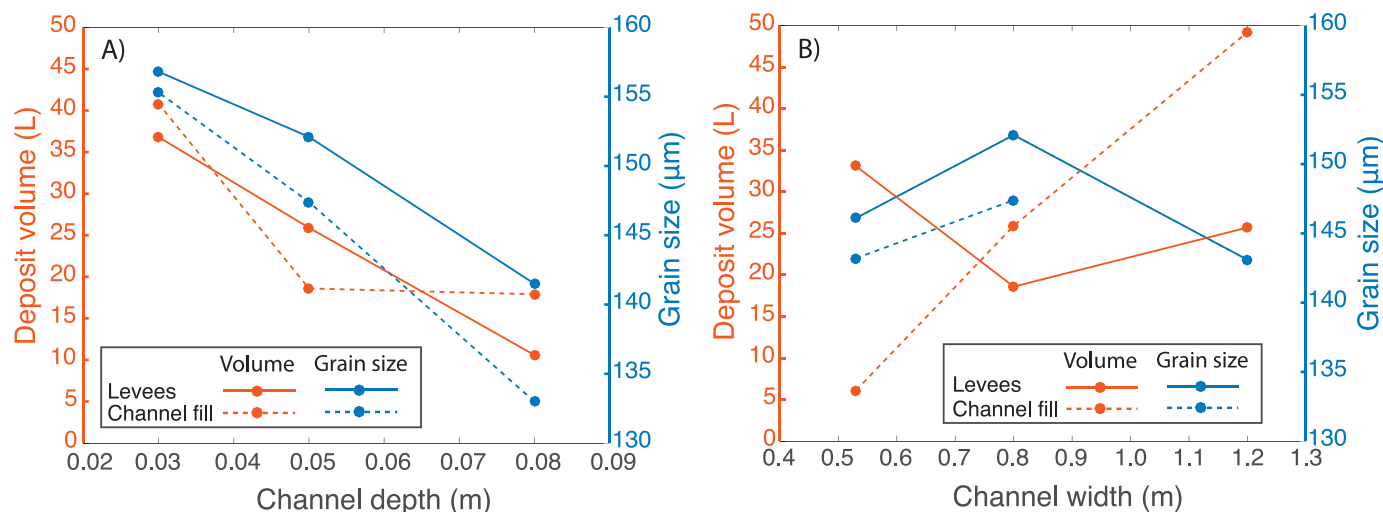 A)
Deposit volume (L)
50
45
40
35
30
25
20
15
10
5
0
160
155
150
145
140
135
130
Grain size (µm)
Volume Grain size
Levees
Channel fill
0.02 0.03 0.04 0.05 0.06 0.07 0.08 0.09
Channel depth (m)
B)
Deposit volume (L)
50
45
40
35
30
25
20
15
10
5
0
160
155
150
145
140
135
130
Grain size (µm)
Volume Grain size
Levees
Channel fill
0.4 0.5 0.6 0.7 0.8 0.9 1.0 1.1 1.2 1.3
Channel width (m)